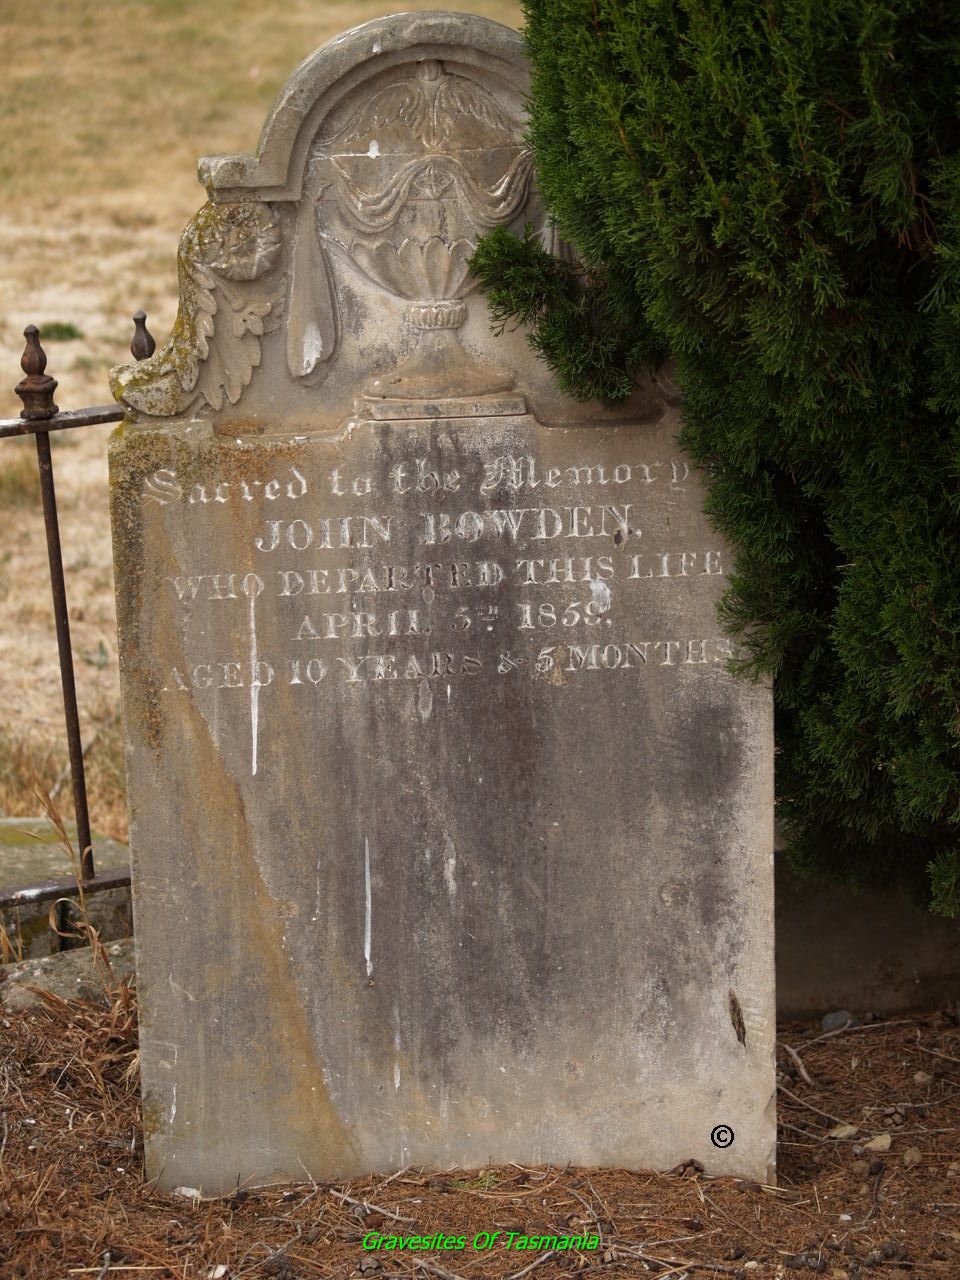 Sacred to the Memory
JOHN BOWDEN,
WHO DEPARTED THIS LIFE
APRIL 5TH 1859,
AGED 10 YEARS & 5 MONTHS
©
Gravesites Of Tasmania